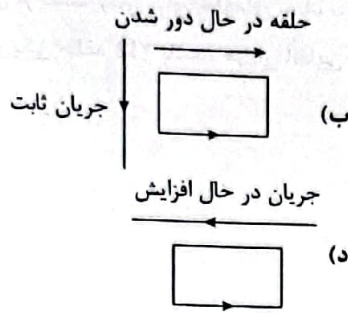 حلقه در حال دور شدن
جریان ثابت
ب)
جریان در حال افزایش
د)